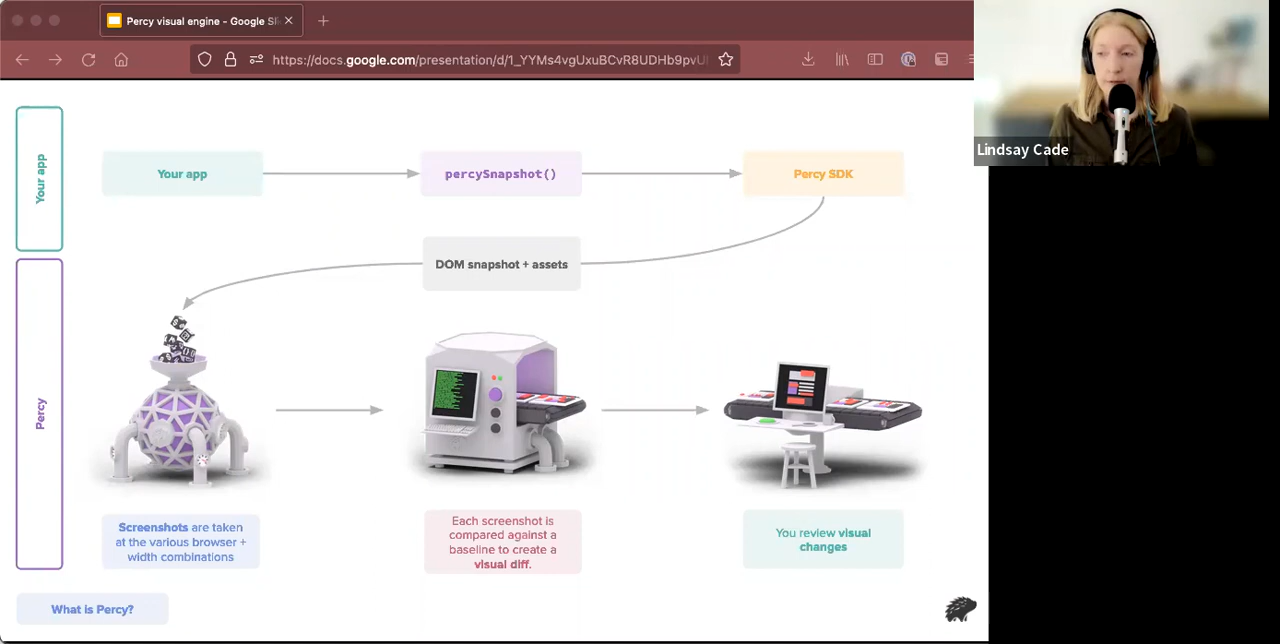 Percy visual engine - Google Sl
https://docs.google.com/presentation/d/1_YYMs4vgUxuBCvR8UDHb9pvU
Lindsay Cade
Your app
Your app
percySnapshot()
Percy SDK
DOM snapshot + assets
Percy
Screenshots are taken
at the various browser +
width combinations
Each screenshot is
compared against a
baseline to create a
visual diff.
You review visual
changes
What is Percy?